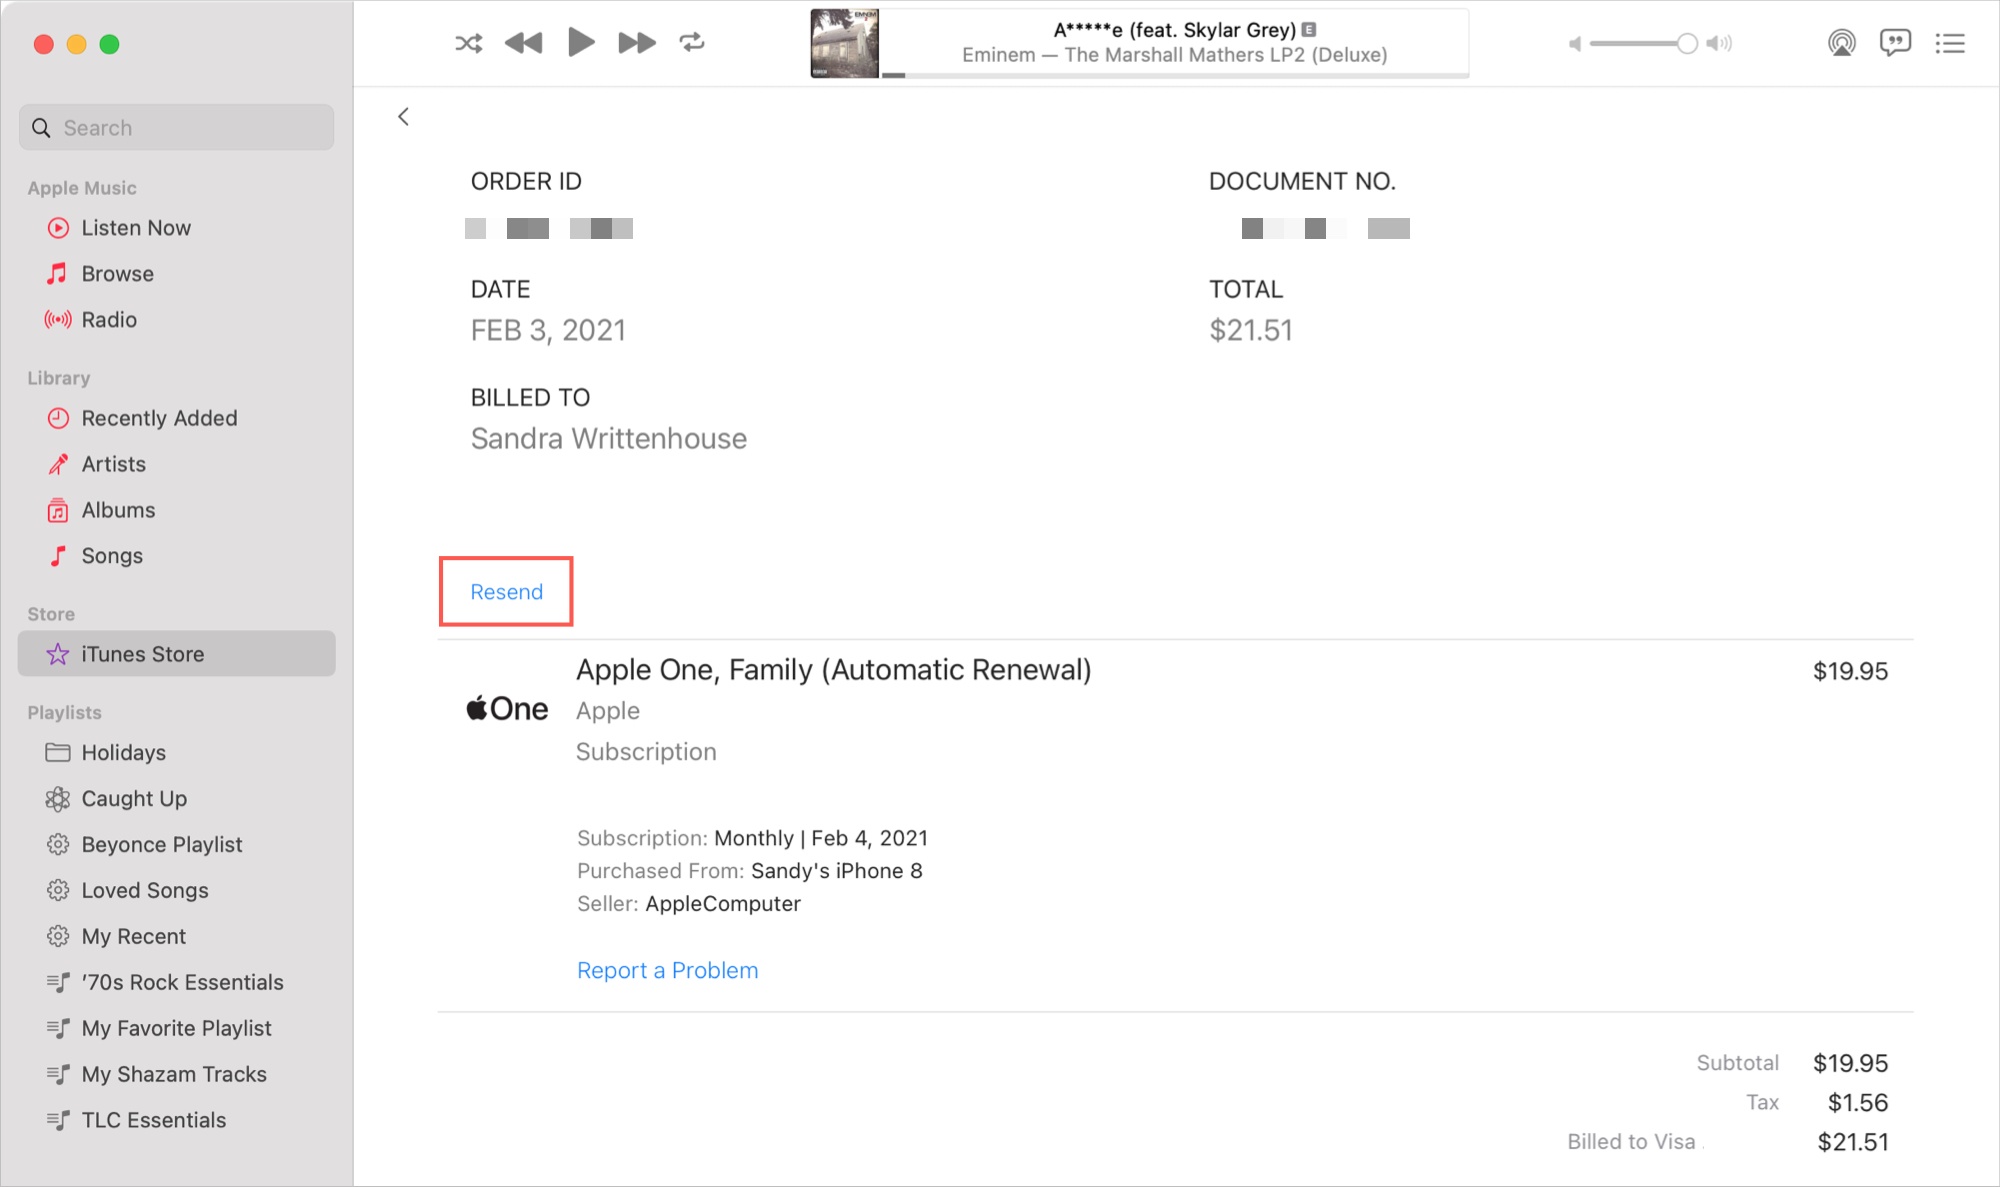 A*****e (feat. Skylar Grey) E
Eminem — The Marshall Mathers LP2 (Deluxe)
Search
Apple Music
Listen Now
Browse
Radio
Library
Recently Added
Artists
Albums
Songs
Store
iTunes Store
Playlists
Holidays
Caught Up
Beyonce Playlist
Loved Songs
My Recent
’70s Rock Essentials
My Favorite Playlist
My Shazam Tracks
TLC Essentials
ORDER ID
DOCUMENT NO.
DATE
FEB 3, 2021
TOTAL
$21.51
BILLED TO
Sandra Writtenhouse
Resend
One
Apple One, Family (Automatic Renewal)
$19.95
Apple
Subscription
Subscription: Monthly | Feb 4, 2021
Purchased From: Sandy's iPhone 8
Seller: AppleComputer
Report a Problem
Subtotal $19.95
Tax $1.56
Billed to Visa . $21.51